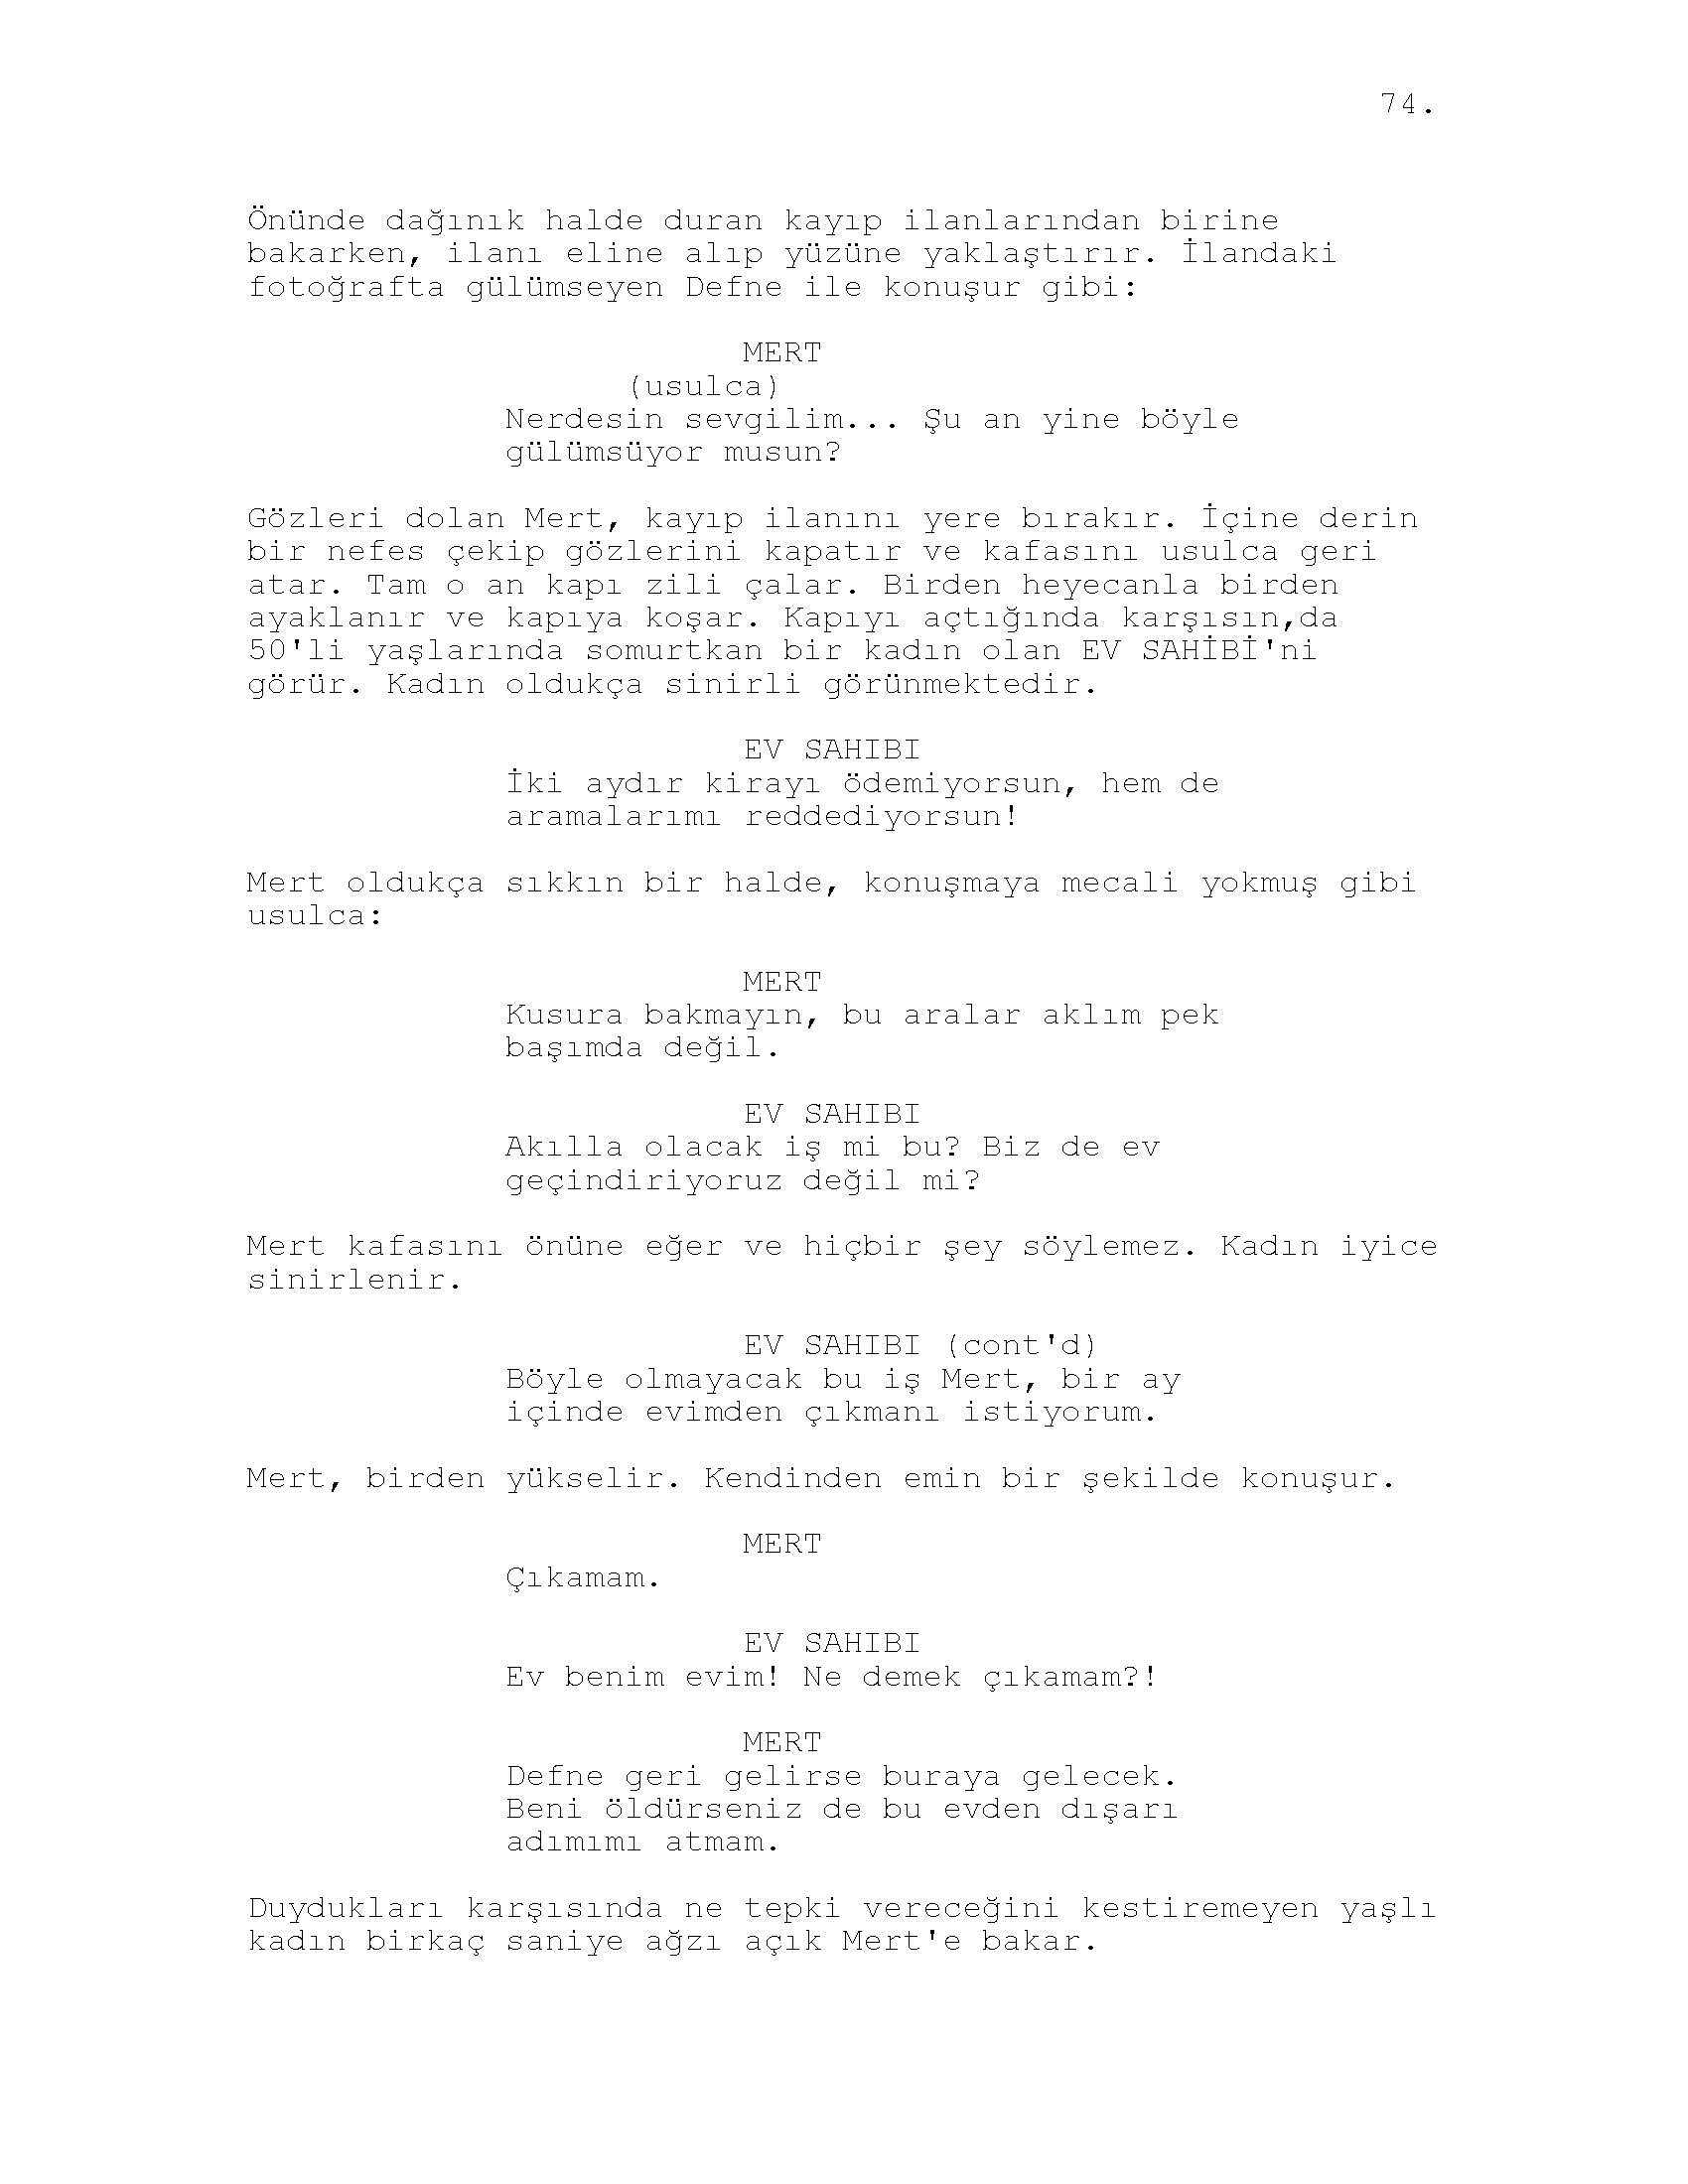 74.
Önünde dağınık halde duran kayıp ilanlarından birine
bakarken, ilanı eline alıp yüzüne yaklaştırır. İlandaki
fotoğrafta gülümseyen Defne ile konuşur gibi:
MERT
(usulca)
Nerdesin sevgilim... Şu an yine böyle
gülümsüyor musun?
Gözleri dolan Mert, kayıp ilanını yere bırakır. İçine derin
bir nefes çekip gözlerini kapatır ve kafasını usulca geri
atar. Tam o an kapı zili çalar. Birden heyecanla birden
ayaklanır ve kapıya koşar. Kapıyı açtığında karşısın,da
50'li yaşlarında somurtkan bir kadın olan EV SAHİBİ'ni
görür. Kadın oldukça sinirli görünmektedir.
EV SAHIBI
İki aydır kirayı ödemiyorsun, hem de
aramalarımı reddediyorsun!
Mert oldukça sıkkın bir halde, konuşmaya mecali yokmuş gibi
usulca:
MERT
Kusura bakmayın, bu aralar aklım pek
başımda değil.
EV SAHIBI
Akılla olacak iş mi bu? Biz de ev
geçindiriyoruz değil mi?
Mert kafasını önüne eğer ve hiçbir şey söylemez. Kadın iyice
sinirlenir.
EV SAHIBI (cont'd)
Böyle olmayacak bu iş Mert, bir ay
içinde evimden çıkmanı istiyorum.
Mert, birden yükselir. Kendinden emin bir şekilde konuşur.
MERT
Çıkamam.
EV SAHIBI
Ev benim evim! Ne demek çıkamam?!
MERT
Defne geri gelirse buraya gelecek.
Beni öldürseniz de bu evden dışarı
adımımı atmam.
Duydukları karşısında ne tepki vereceğini kestiremeyen yaşlı
kadın birkaç saniye ağzı açık Mert'e bakar.